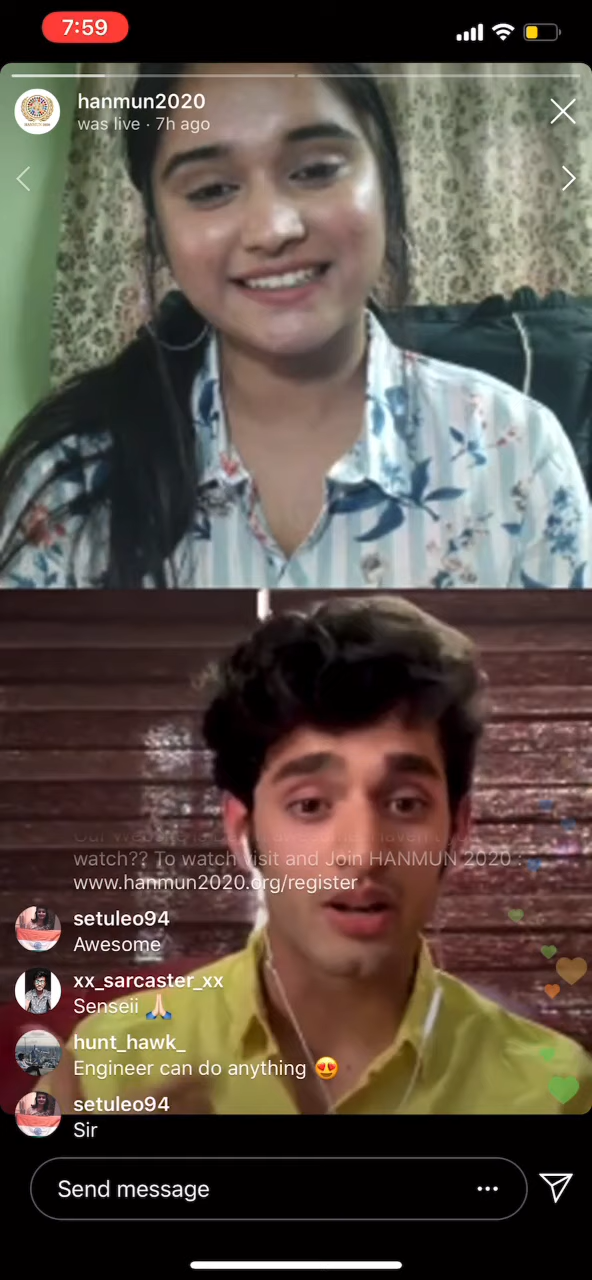 7:59
hanmun2020
was live · 7h ago
watch?? To watch visit and Join HANMUN 2020 :
www.hanmun2020.org/register
setuleo94
Awesome
xx_sarcaster_xx
Senseii 🙏🏻
hunt_hawk_
Engineer can do anything 😍
setuleo94
Sir
Send message